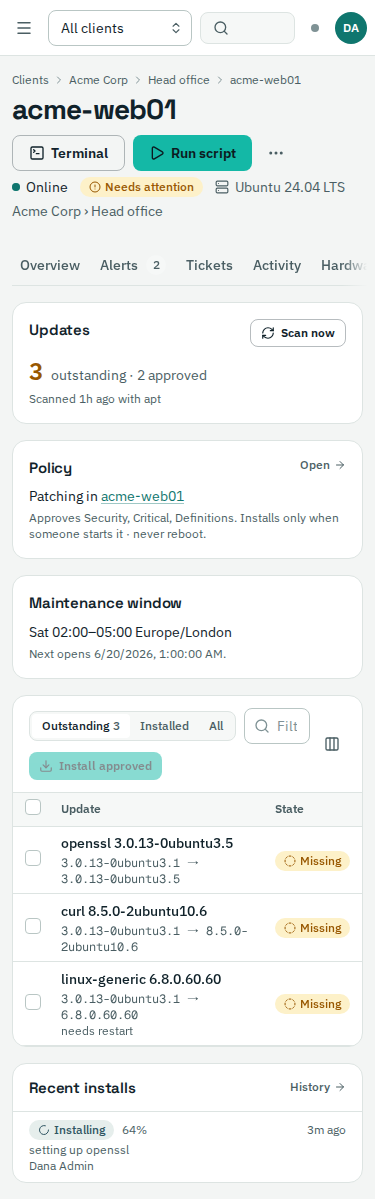 All clients
DA
Clients > Acme Corp > Head office > acme-web01
acme-web01
Terminal
Run script
Online
Needs attention
Ubuntu 24.04 LTS
Acme Corp › Head office
Overview
Alerts 2
Tickets
Activity
Hardw
Updates
Scan now
3 outstanding · 2 approved
Scanned 1h ago with apt
Policy
Open →
Patching in acme-web01
Approves Security, Critical, Definitions. Installs only when
someone starts it · never reboot.
Maintenance window
Sat 02:00–05:00 Europe/London
Next opens 6/20/2026, 1:00:00 AM.
Outstanding 3
Installed
All
Filt
Install approved
Update
State
openssl 3.0.13-0ubuntu3.5
3.0.13-0ubuntu3.1 →
3.0.13-0ubuntu3.5
Missing
curl 8.5.0-2ubuntu10.6
3.0.13-0ubuntu3.1 → 8.5.0-
2ubuntu10.6
Missing
linux-generic 6.8.0.60.60
3.0.13-0ubuntu3.1 →
6.8.0.60.60
needs restart
Missing
Recent installs
History →
Installing 64%
3m ago
setting up openssl
Dana Admin